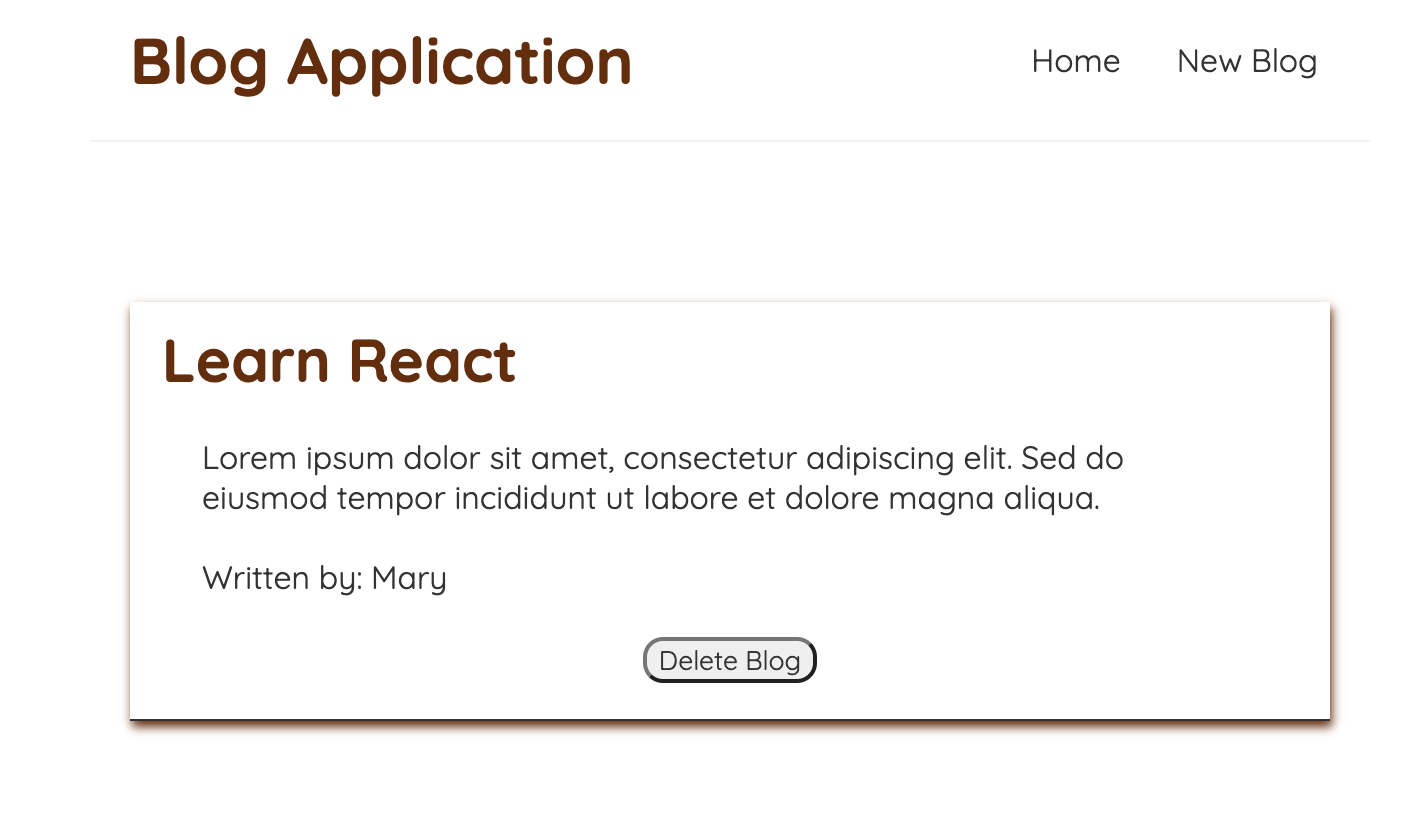 Blog Application
Home
New Blog
Learn React
Lorem ipsum dolor sit amet, consectetur adipiscing elit. Sed do
eiusmod tempor incididunt ut labore et dolore magna aliqua.
Written by: Mary
Delete Blog